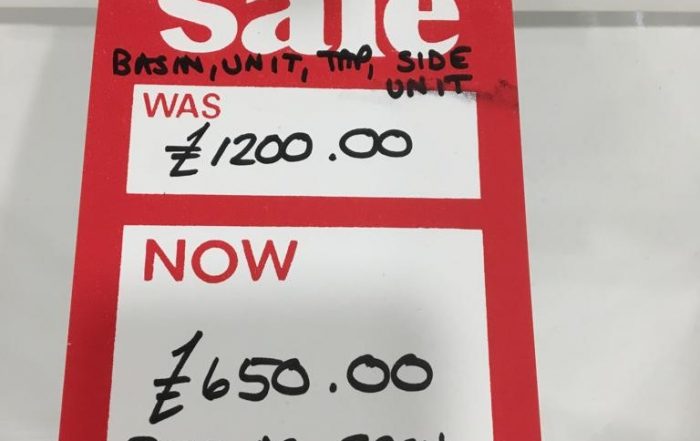 Sale
BASIN, UNIT, TAP, SIDE
UNIT
WAS
£1200.00
NOW
£650.00